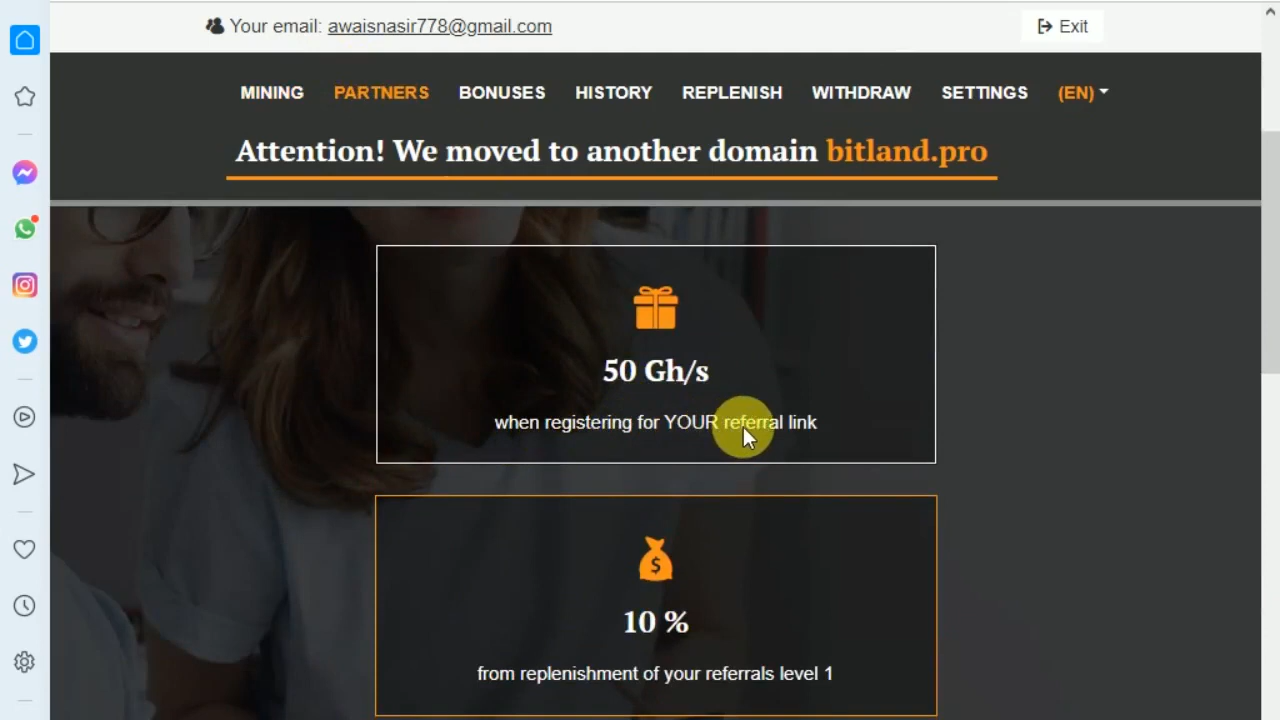 Your email: awaisnasir778@gmail.com
Exit
MINING PARTNERS BONUSES HISTORY REPLENISH WITHDRAW SETTINGS (EN)
Attention! We moved to another domain bitland.pro
50 Gh/s
when registering for YOUR referral link
$
10 %
from replenishment of your referrals level 1